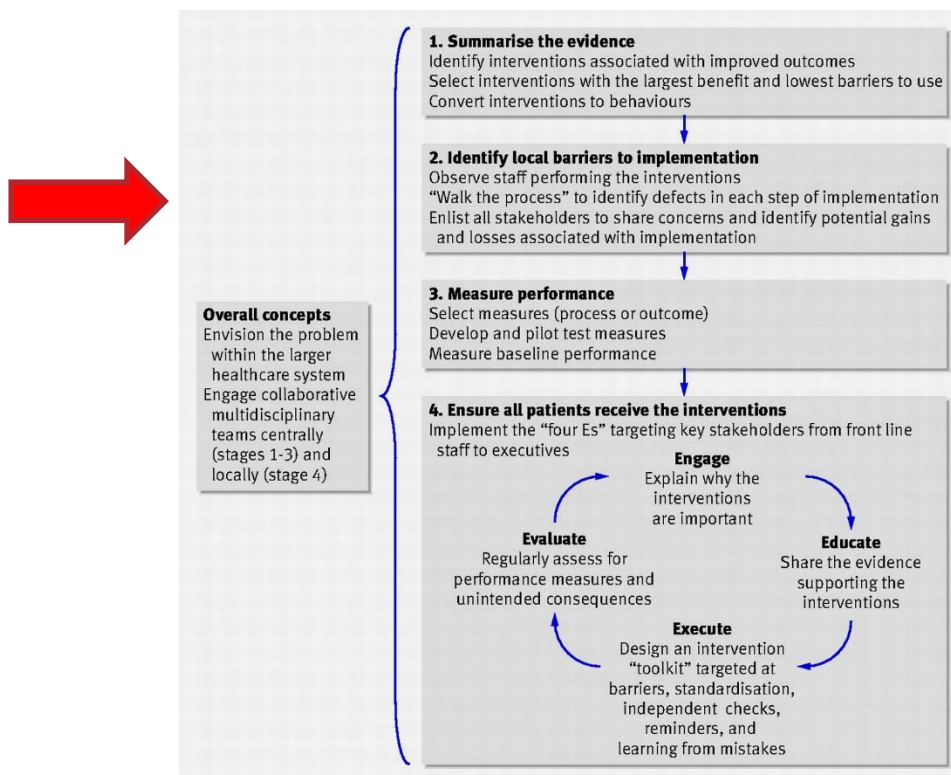 1. Summarise the evidence
Identify interventions associated with improved outcomes
Select interventions with the largest benefit and lowest barriers to use
Convert interventions to behaviours
2. Identify local barriers to implementation
Observe staff performing the interventions
“Walk the process” to identify defects in each step of implementation
Enlist all stakeholders to share concerns and identify potential gains
and losses associated with implementation
3. Measure performance
Select measures (process or outcome)
Develop and pilot test measures
Measure baseline performance
Overall concepts
Envision the problem
within the larger
healthcare system
Engage collaborative
multidisciplinary
teams centrally
(stages 1-3) and
locally (stage 4)
4. Ensure all patients receive the interventions
Implement the “four Es” targeting key stakeholders from front line
staff to executives
Engage
Explain why the
interventions
are important
Educate
Share the evidence
supporting the
interventions
Execute
Design an intervention
“toolkit” targeted at
barriers, standardisation,
independent checks,
reminders, and
learning from mistakes
Evaluate
Regularly assess for
performance measures and
unintended consequences